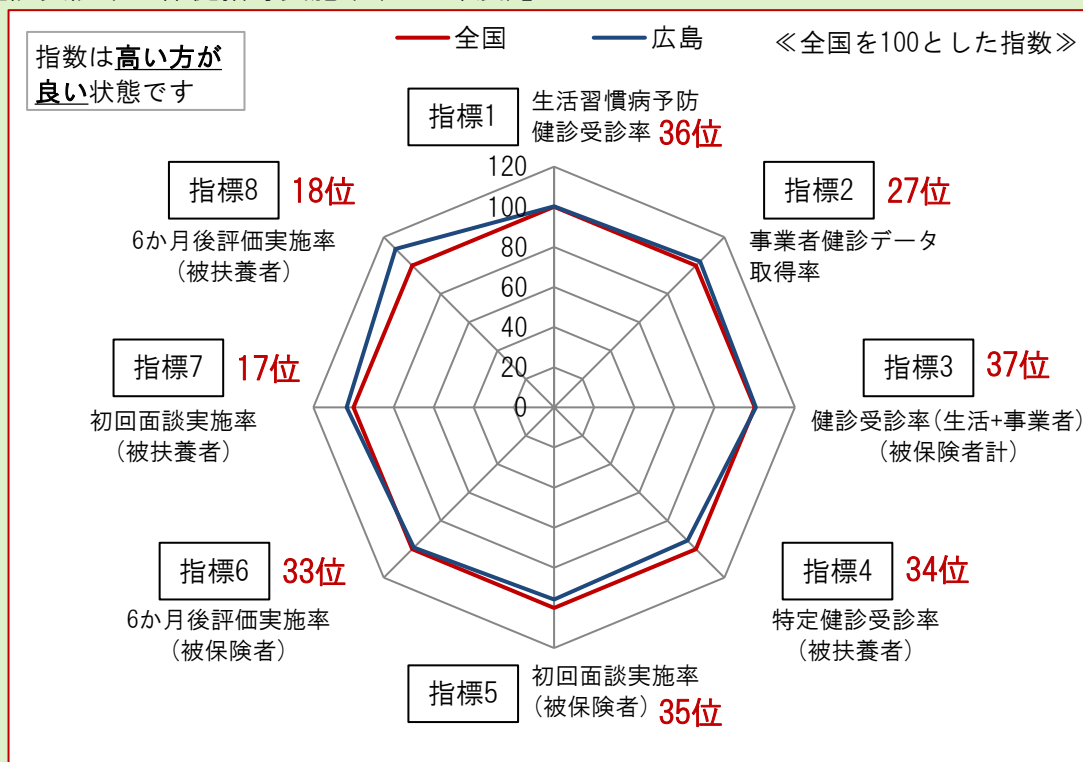 指数は高い方が
良い状態です
全国
広島
≪全国を100とした指数≫
指標1
生活習慣病予防
健診受診率 36位
指標2 27位
事業者健診データ
取得率
指標3 37位
健診受診率(生活+事業者)
(被保険者計)
指標4 34位
特定健診受診率
(被扶養者)
指標5
初回面談実施率
(被保険者) 35位
指標6 33位
6か月後評価実施率
(被保険者)
指標7 17位
初回面談実施率
(被扶養者)
指標8 18位
6か月後評価実施率
(被扶養者)
120
100
80
60
40
20
0